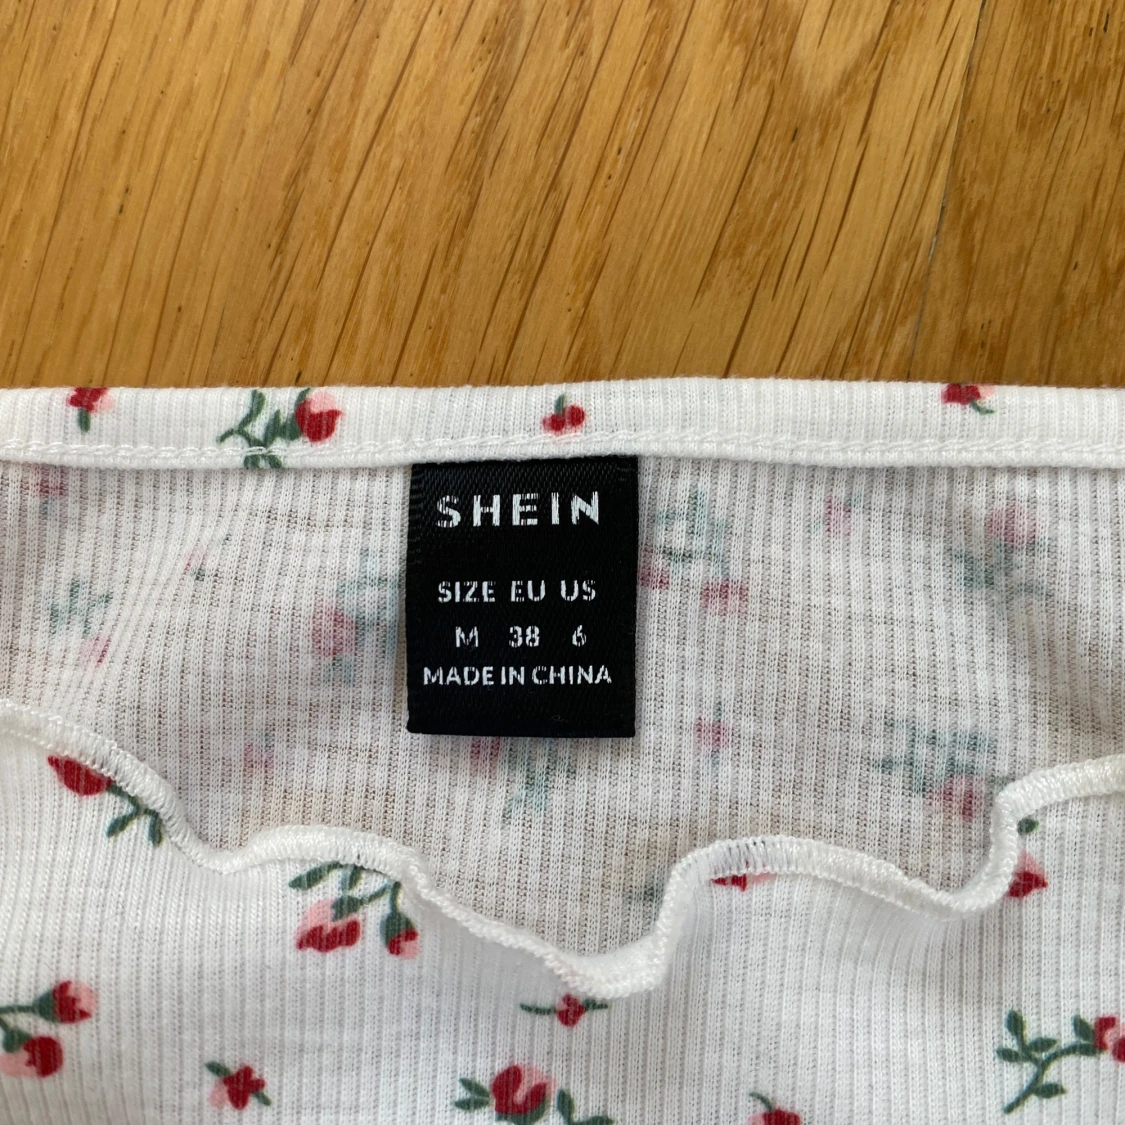 SHEIN
SIZE EU US
M 38 6
MADE IN CHINA